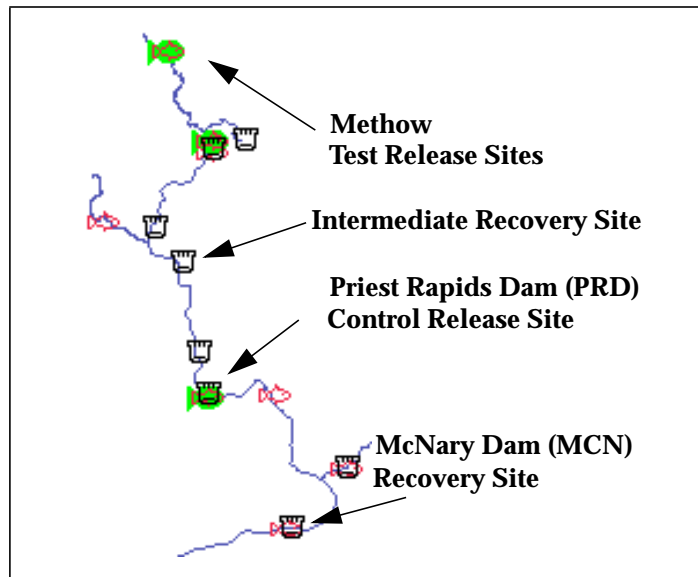 Methow
Test Release Sites
Intermediate Recovery Site
Priest Rapids Dam (PRD)
Control Release Site
McNary Dam (MCN)
Recovery Site